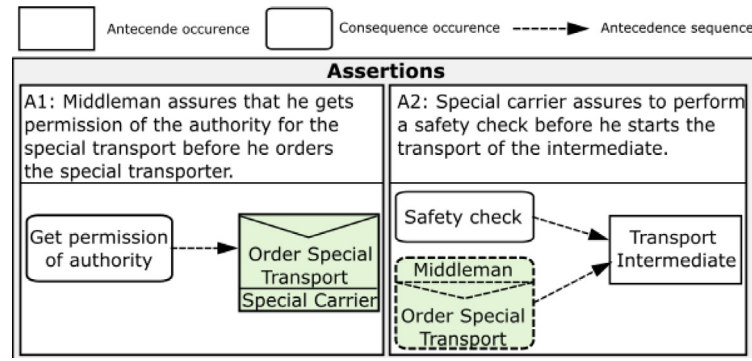 Antecende occurence
Consequence occurence
Antecedence sequence
Assertions
A1: Middleman assures that he gets
permission of the authority for the
special transport before he orders
the special transporter.
A2: Special carrier assures to perform
a safety check before he starts the
transport of the intermediate.
Get permission
of authority
Order Special
Transport
Special Carrier
Safety check
Middleman
Order Special
Transport
Transport
Intermediate